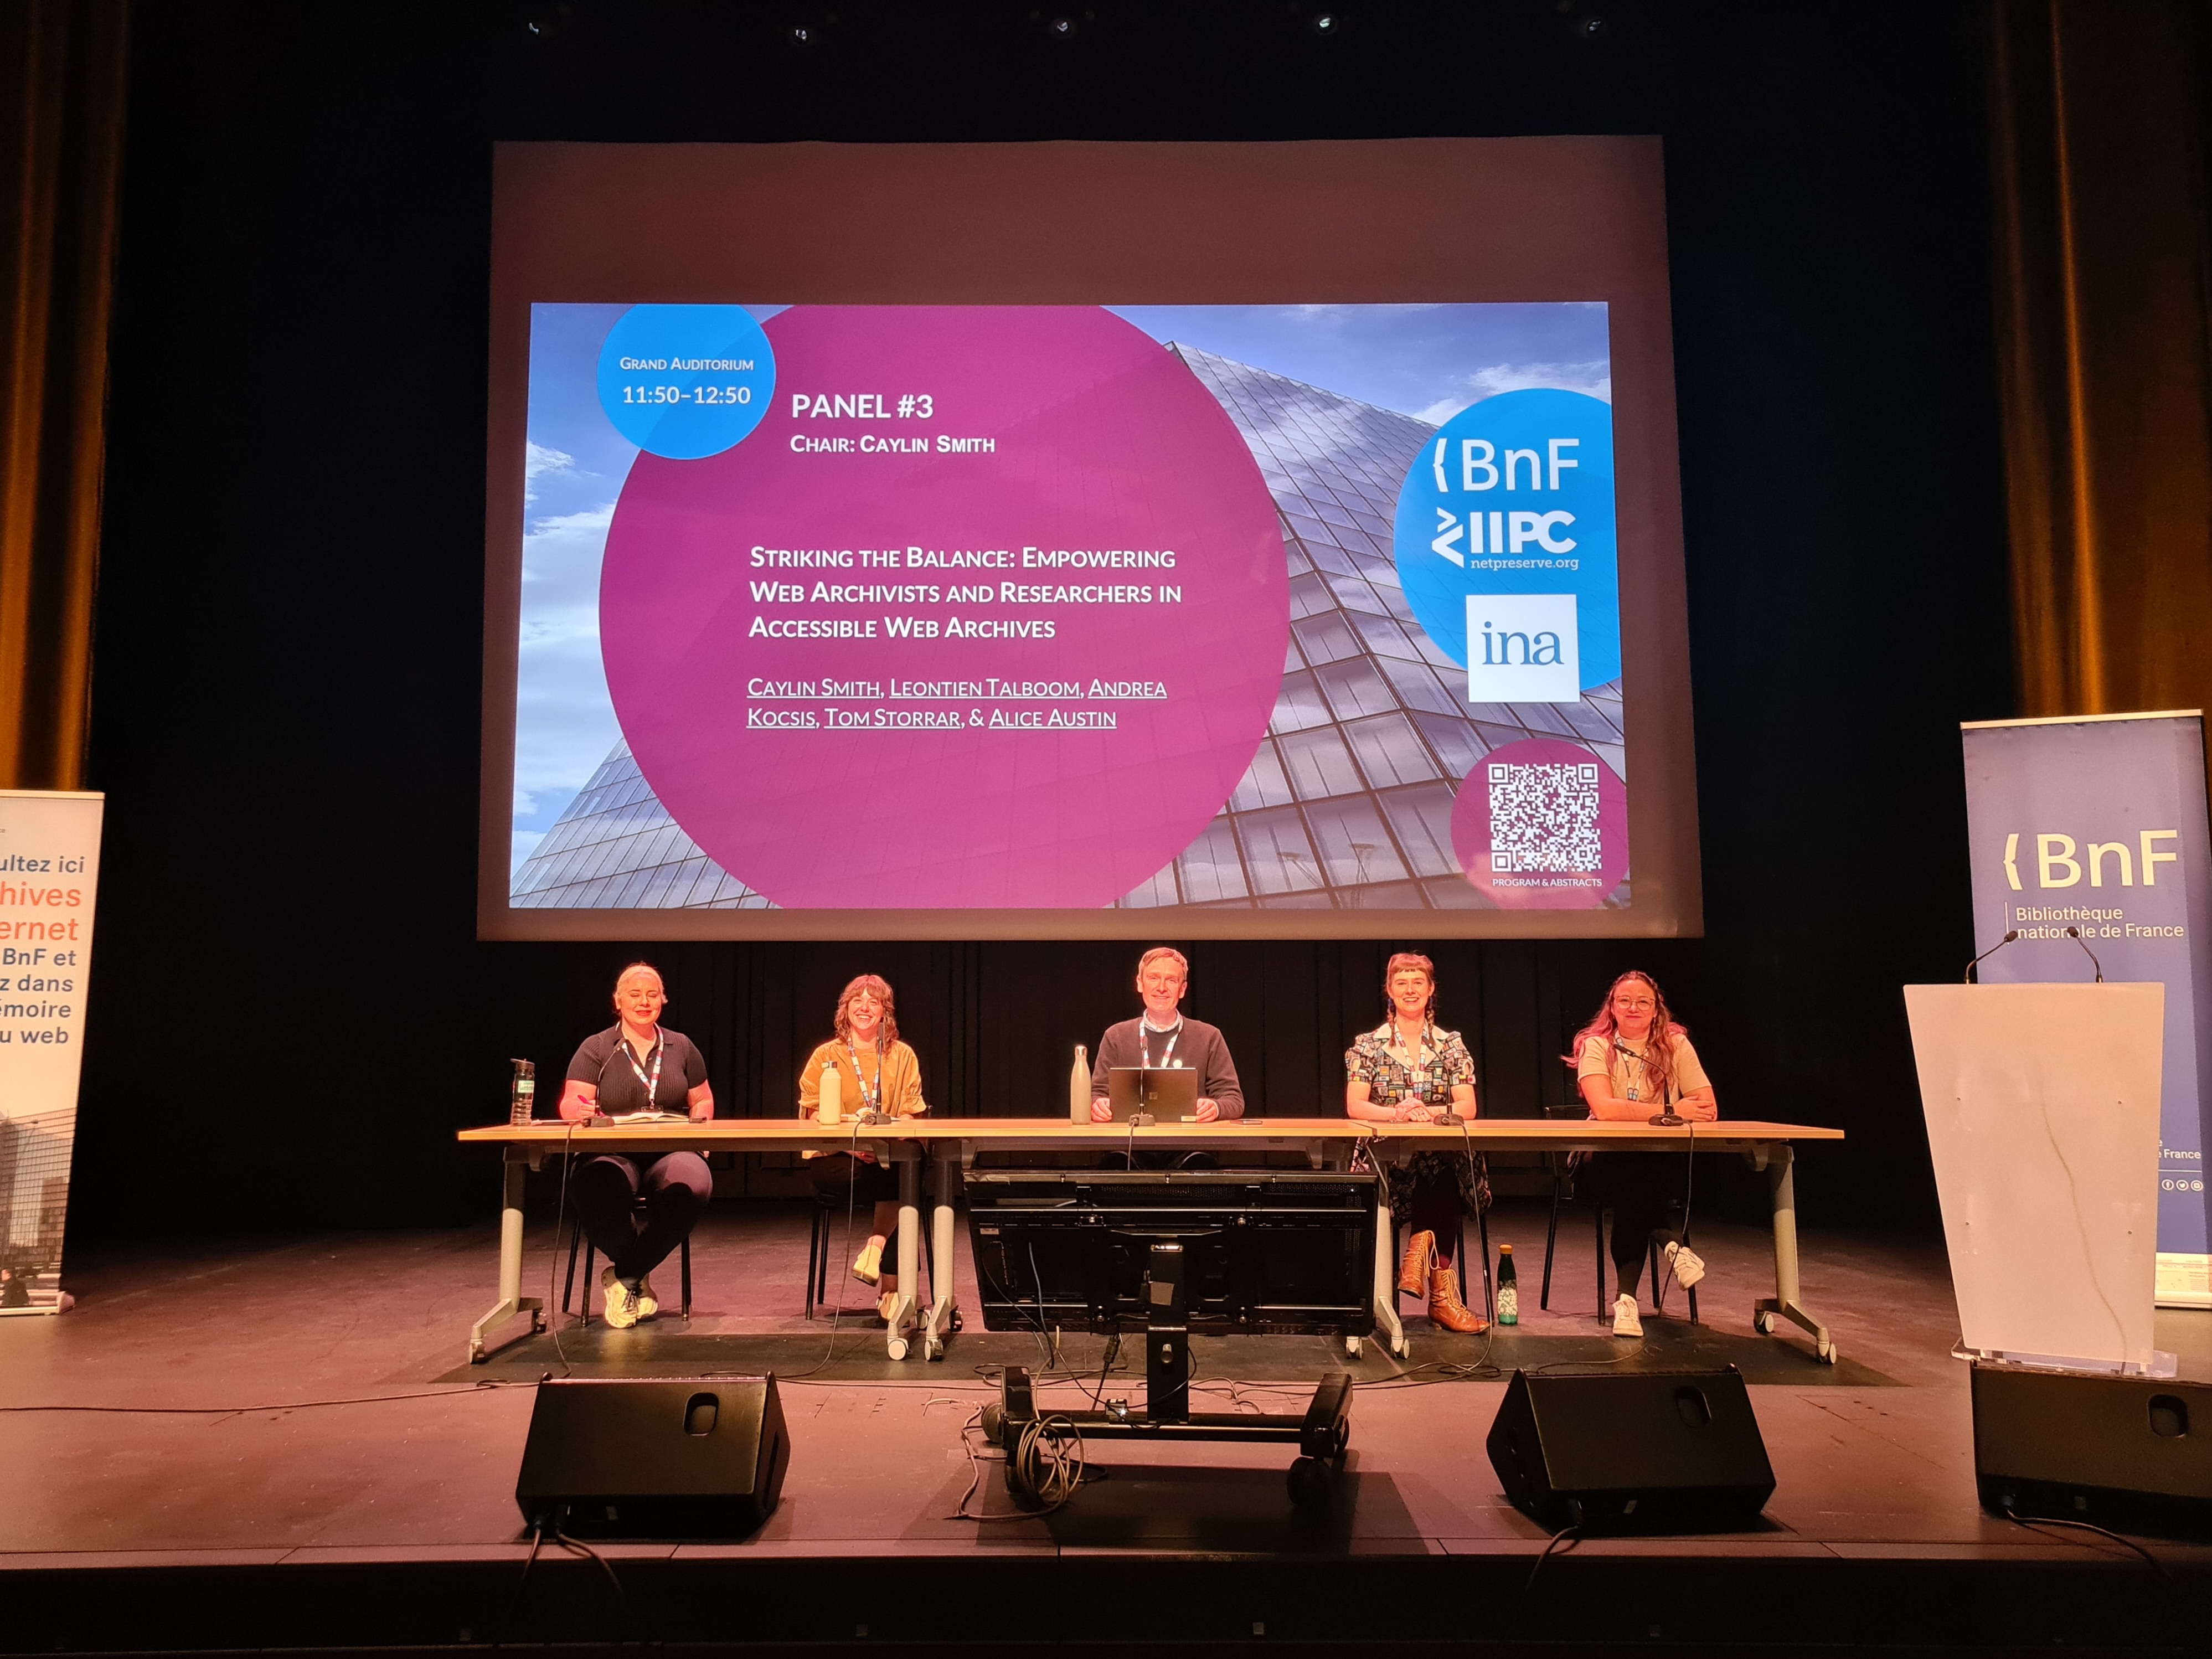 GRAND AUDITORIUM
11:50–12:50
PANEL #3
CHAIR: CAYLIN SMITH
STRIKING THE BALANCE: EMPOWERING
WEB ARCHIVISTS AND RESEARCHERS IN
ACCESSIBLE WEB ARCHIVES
CAYLIN SMITH, LEONTIEN TALBOOM, ANDREA
KOCSIS, TOM STORRAR, & ALICE AUSTIN
BnF
IIPC
netpreserve.org
ina
PROGRAM & ABSTRACTS
ultez ici
hives
ernet
BnF et
z dans
émoire
u web
BnF
Bibliothèque
nationale de France
e France